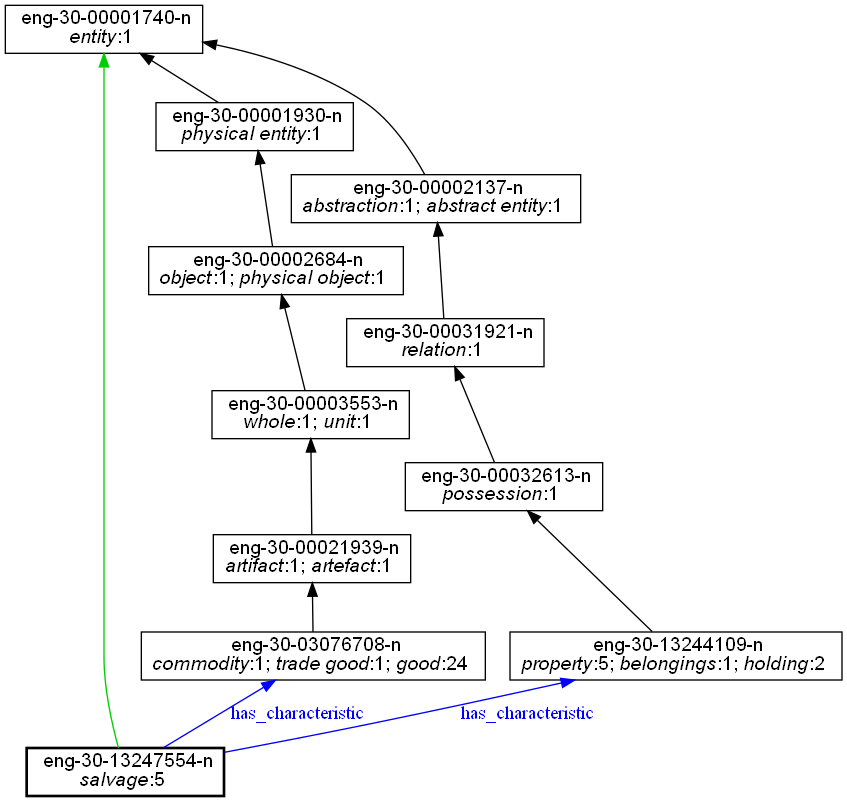 eng-30-00001740-n
entity:1
eng-30-00001930-n
physical entity:1
eng-30-00002137-n
abstraction:1; abstract entity:1
eng-30-00002684-n
object:1; physical object:1
eng-30-00031921-n
relation:1
eng-30-00003553-n
whole:1; unit:1
eng-30-00032613-n
possession:1
eng-30-00021939-n
artifact:1; artefact:1
eng-30-03076708-n
commodity:1; trade good:1; good:24
eng-30-13244109-n
property:5; belongings:1; holding:2
has_characteristic
has_characteristic
eng-30-13247554-n
salvage:5